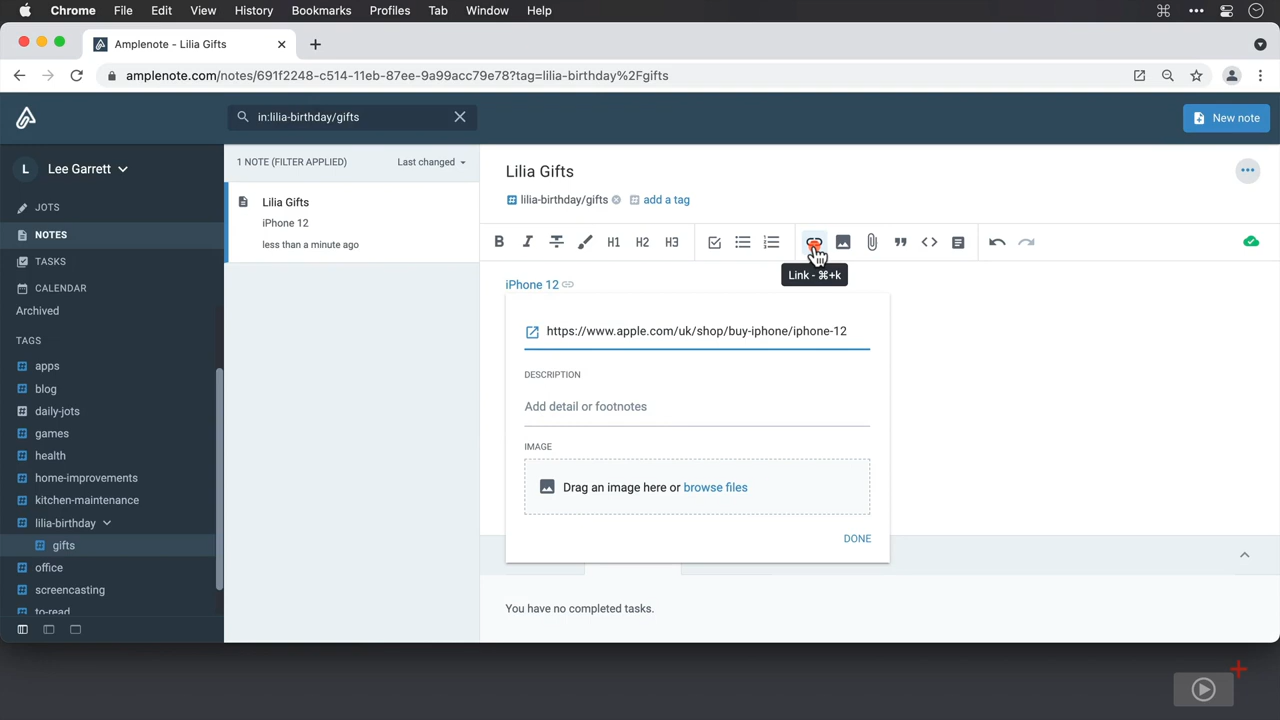 Chrome File Edit View History Bookmarks Profiles Tab Window Help
Amplenote - Lilia Gifts
amplenote.com/notes/691f2248-c514-11eb-87ee-9a99acc79e78?tag=lilia-birthday%2Fgifts
in:lilia-birthday/gifts
New note
L Lee Garrett
JOTS
NOTES
TASKS
CALENDAR
Archived
TAGS
apps
blog
daily-jots
games
health
home-improvements
kitchen-maintenance
lilia-birthday
gifts
office
screencasting
to-read
1 NOTE (FILTER APPLIED) Last changed
Lilia Gifts
iPhone 12
less than a minute ago
Lilia Gifts
lilia-birthday/gifts add a tag
B I H1 H2 H3
Link - ⌘+k
iPhone 12
https://www.apple.com/uk/shop/buy-iphone/iphone-12
DESCRIPTION
Add detail or footnotes
IMAGE
Drag an image here or browse files
DONE
You have no completed tasks.